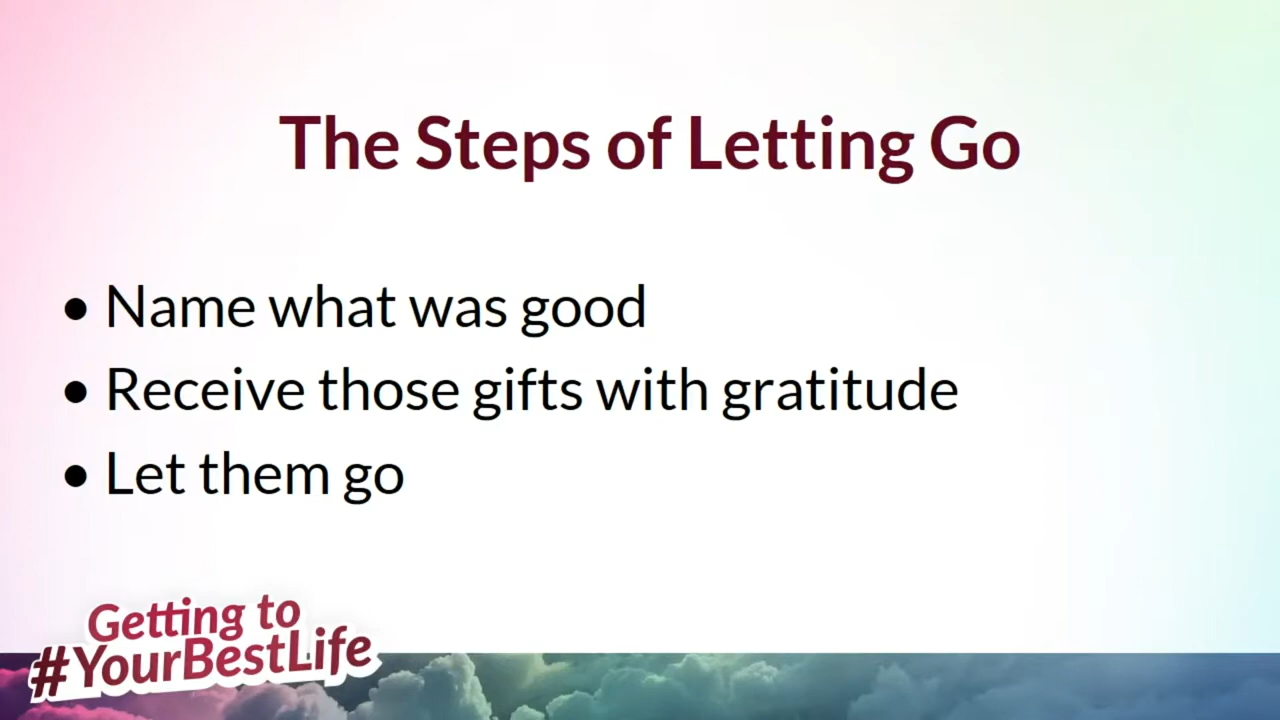 The Steps of Letting Go
• Name what was good
• Receive those gifts with gratitude
• Let them go
Getting to
#YourBestLife